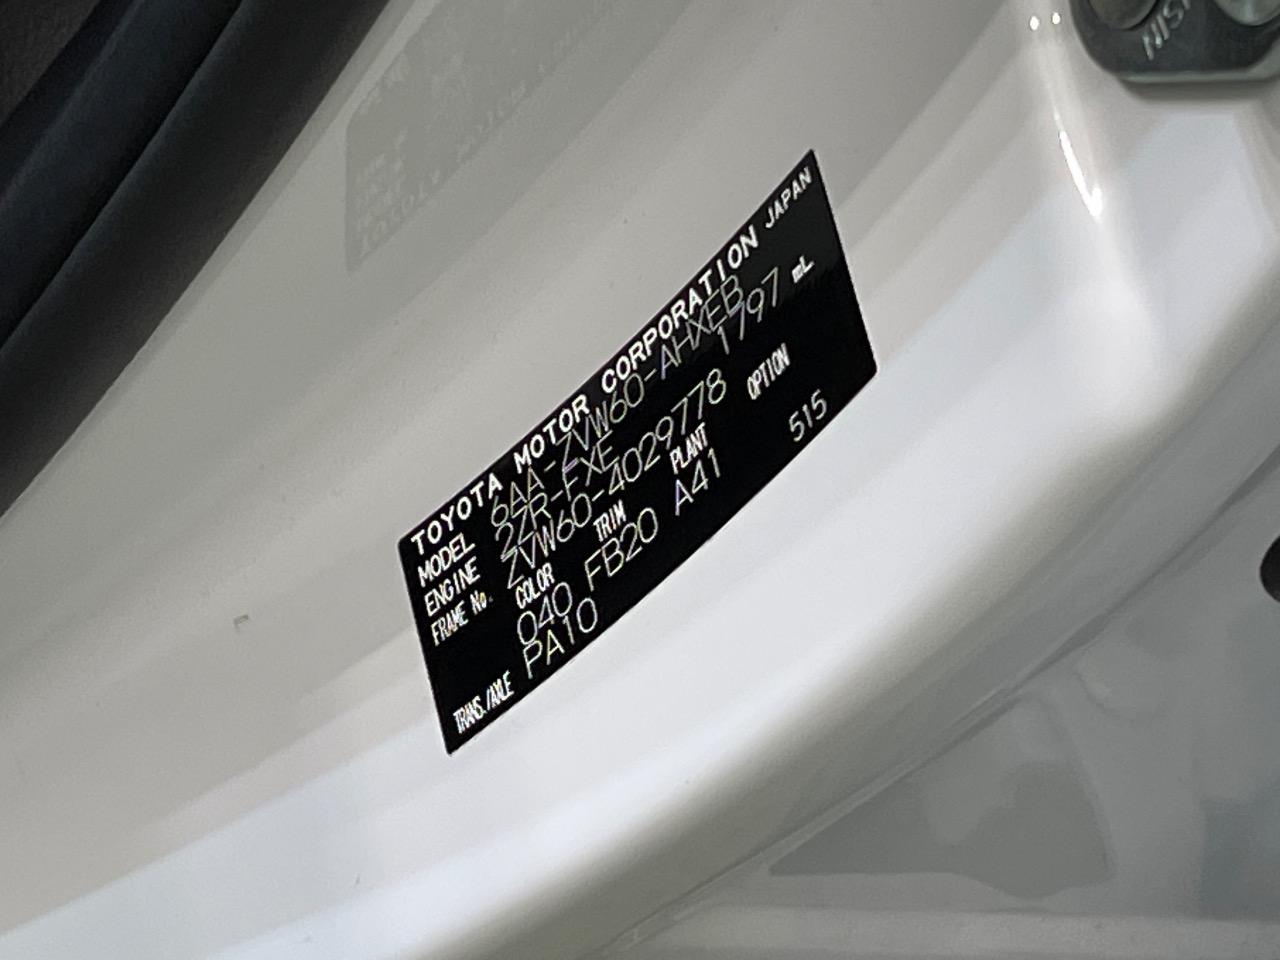 TOYOTA MOTOR CORPORATION JAPAN
MODEL 6AA-ZVW60-AHXEB
ENGINE 2ZR-FXE 1797 mL
FRAME No. ZVW60-4029778
COLOR TRIM PLANT OPTION
040 FB20 A41 515
TRANS./AXLE PA10